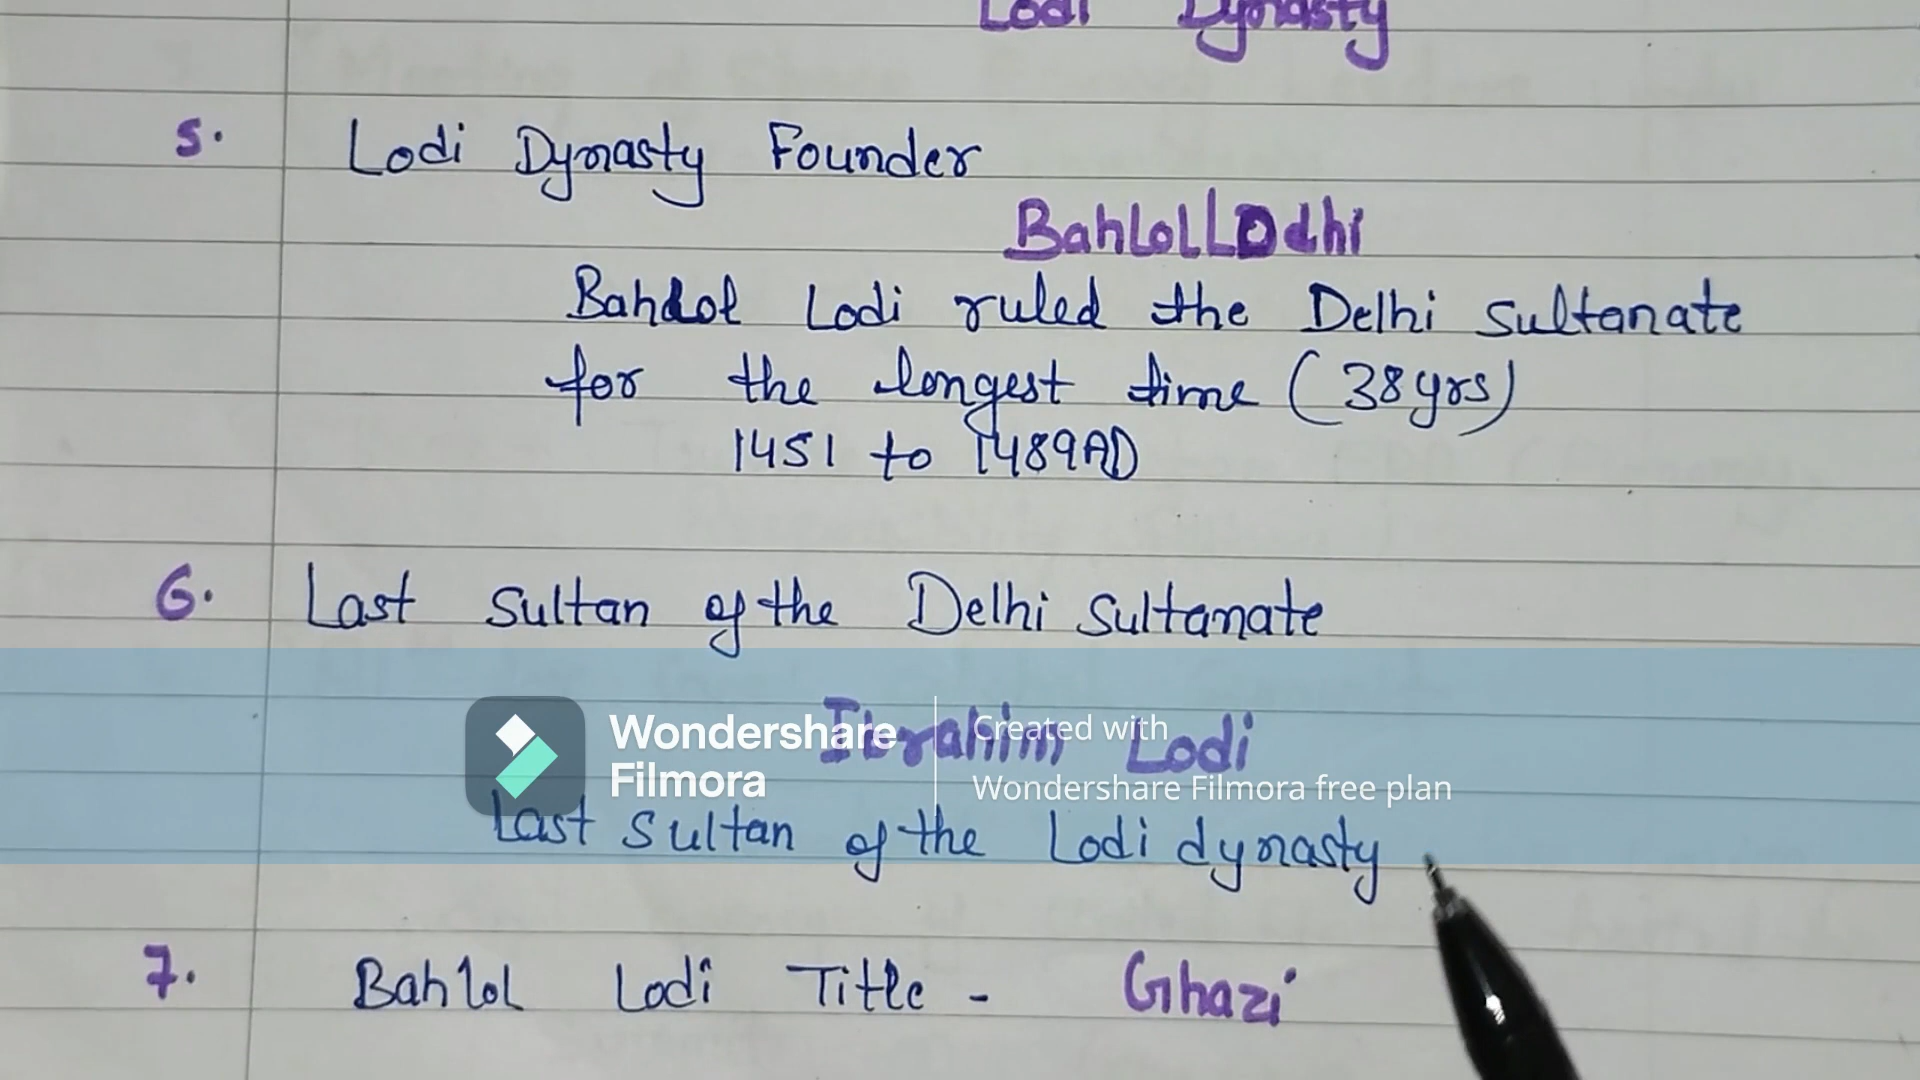 Lodi Dynasty
5. Lodi Dynasty Founder
BahLolLOdhi
Bahlol Lodi ruled the Delhi Sultanate
for the longest time (38yrs)
1451 to 1489AD
6. Last Sultan of the Delhi Sultanate
Ibrahim Lodi
Wondershare
Filmora
Created with
Wondershare Filmora free plan
Last Sultan of the Lodi dynasty
7. Bahlol Lodi Title - Ghazi